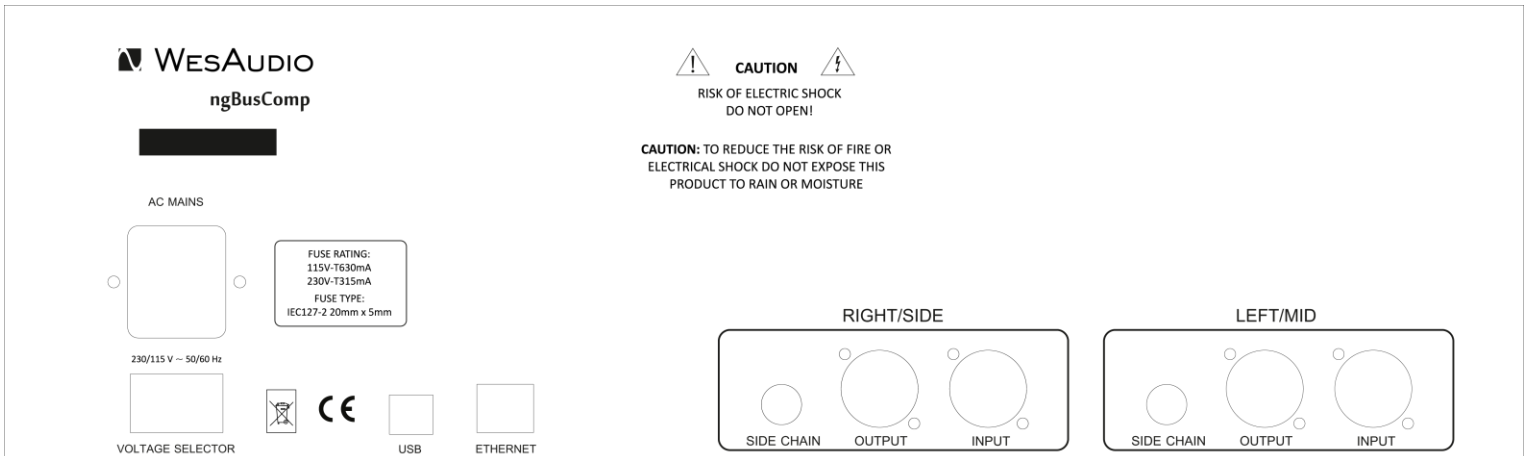 WESAUDIO
ngBusComp
CAUTION
RISK OF ELECTRIC SHOCK
DO NOT OPEN!
CAUTION: TO REDUCE THE RISK OF FIRE OR
ELECTRICAL SHOCK DO NOT EXPOSE THIS
PRODUCT TO RAIN OR MOISTURE
AC MAINS
FUSE RATING:
115V-T630mA
230V-T315mA
FUSE TYPE:
IEC127-2 20mm x 5mm
230/115 V ~ 50/60 Hz
VOLTAGE SELECTOR
CE
USB
ETHERNET
RIGHT/SIDE
SIDE CHAIN OUTPUT INPUT
LEFT/MID
SIDE CHAIN OUTPUT INPUT